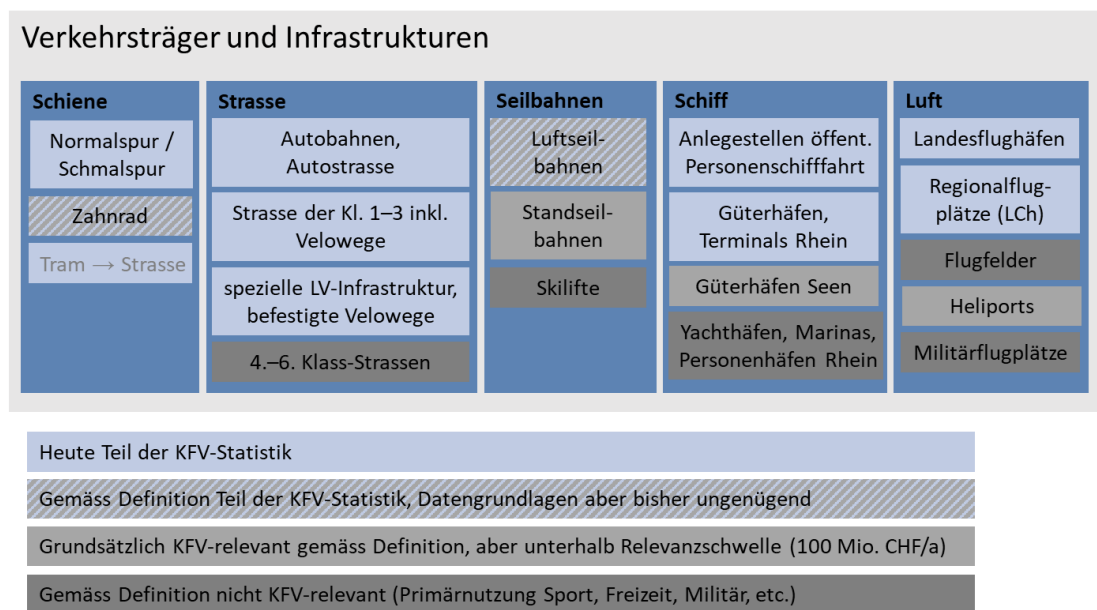 Verkehrsträger und Infrastrukturen
Schiene
Normalspur /
Schmalspur
Zahnrad
Tram → Strasse
Strasse
Autobahnen,
Autostrasse
Strasse der Kl. 1–3 inkl.
Velowege
spezielle LV-Infrastruktur,
befestigte Velowege
4.–6. Klass-Strassen
Seilbahnen
Luftseil-
bahnen
Standseil-
bahnen
Skilifte
Schiff
Anlegestellen öffent.
Personenschifffahrt
Güterhäfen,
Terminals Rhein
Güterhäfen Seen
Yachthäfen, Marinas,
Personenhäfen Rhein
Luft
Landesflughäfen
Regionalflug-
plätze (LCh)
Flugfelder
Heliports
Militärflugplätze
Heute Teil der KFV-Statistik
Gemäss Definition Teil der KFV-Statistik, Datengrundlagen aber bisher ungenügend
Grundsätzlich KFV-relevant gemäss Definition, aber unterhalb Relevanzschwelle (100 Mio. CHF/a)
Gemäss Definition nicht KFV-relevant (Primärnutzung Sport, Freizeit, Militär, etc.)